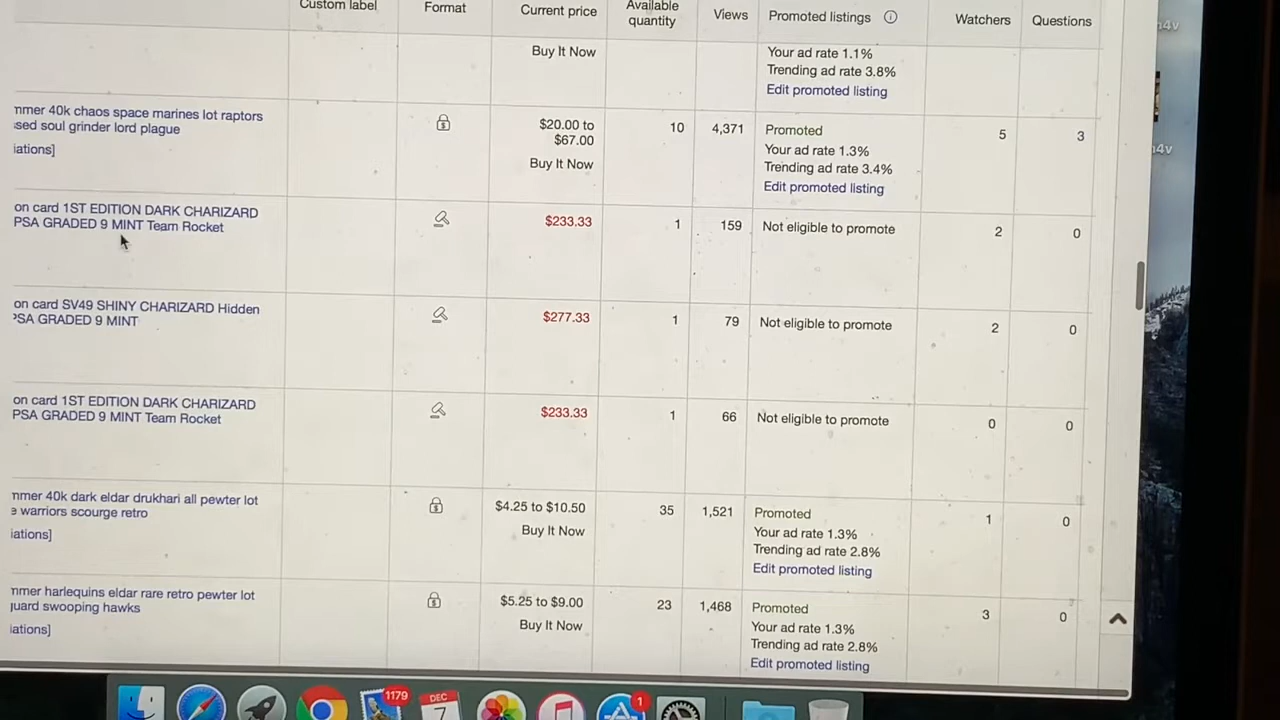 Custom label Format Current price Available quantity Views Promoted listings Watchers Questions
Buy It Now Your ad rate 1.1%
Trending ad rate 3.8%
Edit promoted listing
mmer 40k chaos space marines lot raptors
sed soul grinder lord plague
iations]
$20.00 to
$67.00
Buy It Now
10 4,371
Promoted
Your ad rate 1.3%
Trending ad rate 3.4%
Edit promoted listing
5 3
on card 1ST EDITION DARK CHARIZARD
PSA GRADED 9 MINT Team Rocket
$233.33 1 159 Not eligible to promote 2 0
on card SV49 SHINY CHARIZARD Hidden
PSA GRADED 9 MINT
$277.33 1 79 Not eligible to promote 2 0
on card 1ST EDITION DARK CHARIZARD
PSA GRADED 9 MINT Team Rocket
$233.33 1 66 Not eligible to promote 0 0
mmer 40k dark eldar drukhari all pewter lot
e warriors scourge retro
iations]
$4.25 to $10.50
Buy It Now
35 1,521
Promoted
Your ad rate 1.3%
Trending ad rate 2.8%
Edit promoted listing
1 0
mmer harlequins eldar rare retro pewter lot
guard swooping hawks
iations]
$5.25 to $9.00
Buy It Now
23 1,468
Promoted
Your ad rate 1.3%
Trending ad rate 2.8%
Edit promoted listing
3 0
1179
DEC
7
1